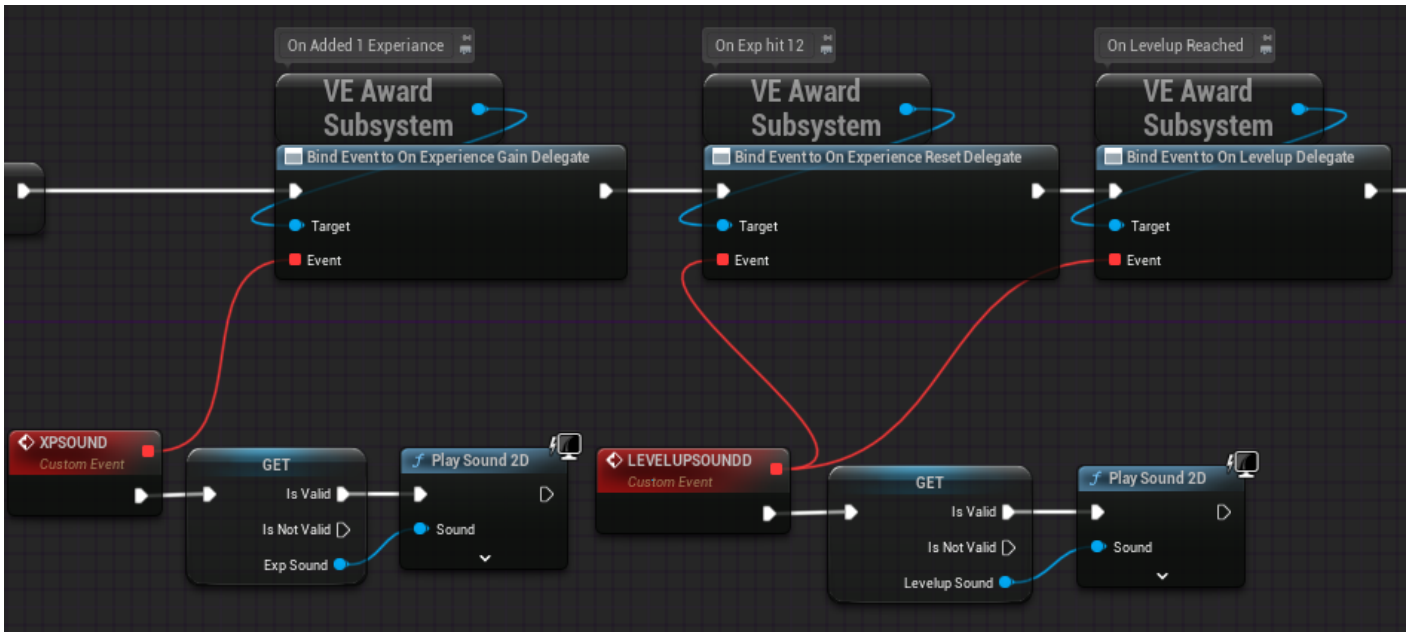 On Added 1 Experiance
On Exp hit 12
On Levelup Reached
VE Award
Subsystem
VE Award
Subsystem
VE Award
Subsystem
Bind Event to On Experience Gain Delegate
Target
Event
Bind Event to On Experience Reset Delegate
Target
Event
Bind Event to On Levelup Delegate
Target
Event
XPSOUND
Custom Event
GET
Is Valid
Is Not Valid
Exp Sound
Play Sound 2D
Sound
LEVELUPSOUNDD
Custom Event
GET
Is Valid
Is Not Valid
Levelup Sound
Play Sound 2D
Sound